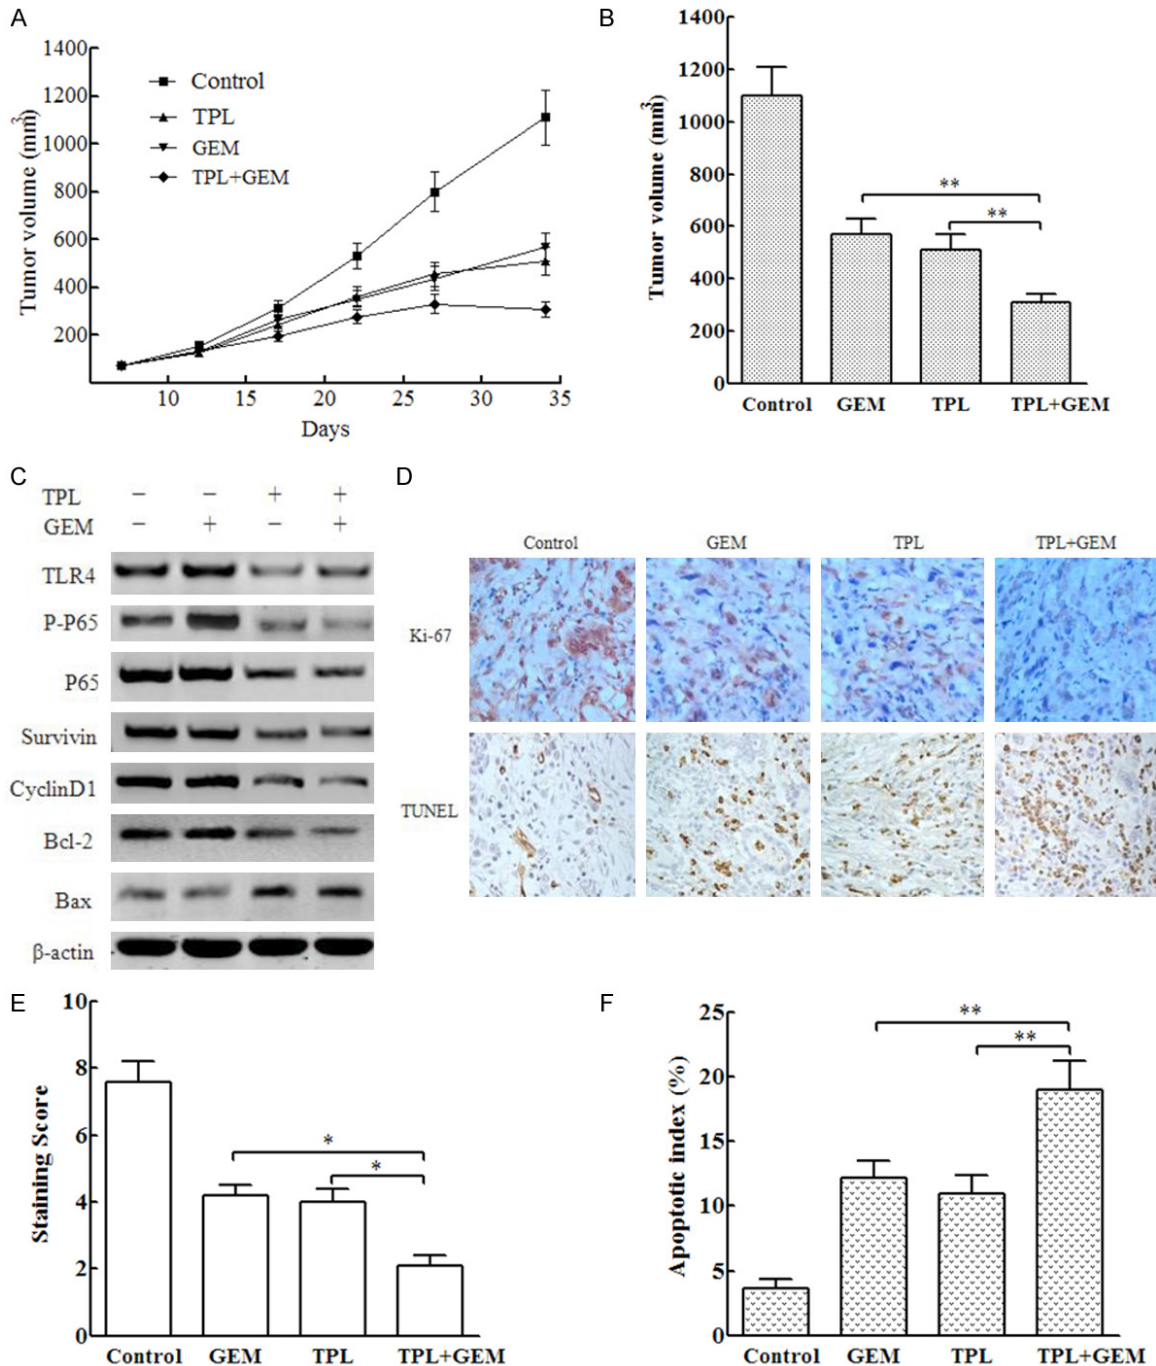 A
1400
1200
1000
800
600
400
200
Tumor volume (mm3)
Control
TPL
GEM
TPL+GEM
10 15 20 25 30 35
Days
B
1400
1200
1000
800
600
400
200
0
Tumor volume (mm3)
**
**
Control GEM TPL TPL+GEM
C
TPL − − + +
GEM − + − +
TLR4
P-P65
P65
Survivin
CyclinD1
Bcl-2
Bax
β-actin
D
Control GEM TPL TPL+GEM
Ki-67
TUNEL
E
10
8
6
4
2
0
Staining Score
*
*
Control GEM TPL TPL+GEM
F
25
20
15
10
5
0
Apoptotic index (%)
**
**
Control GEM TPL TPL+GEM